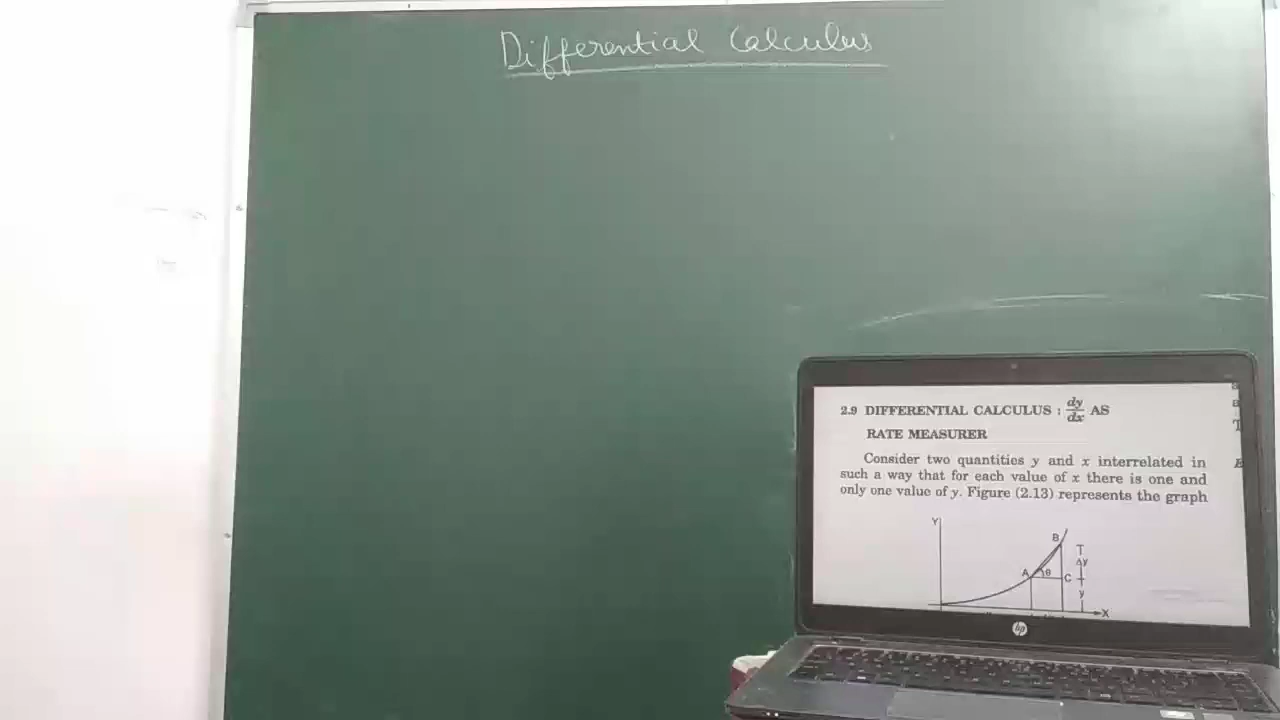 Differential Calculus
2.9 DIFFERENTIAL CALCULUS : dy/dx AS
RATE MEASURER
Consider two quantities y and x interrelated in
such a way that for each value of x there is one and
only one value of y. Figure (2.13) represents the graph
Y
B
T
Δy
A
θ
C
y
X
hp